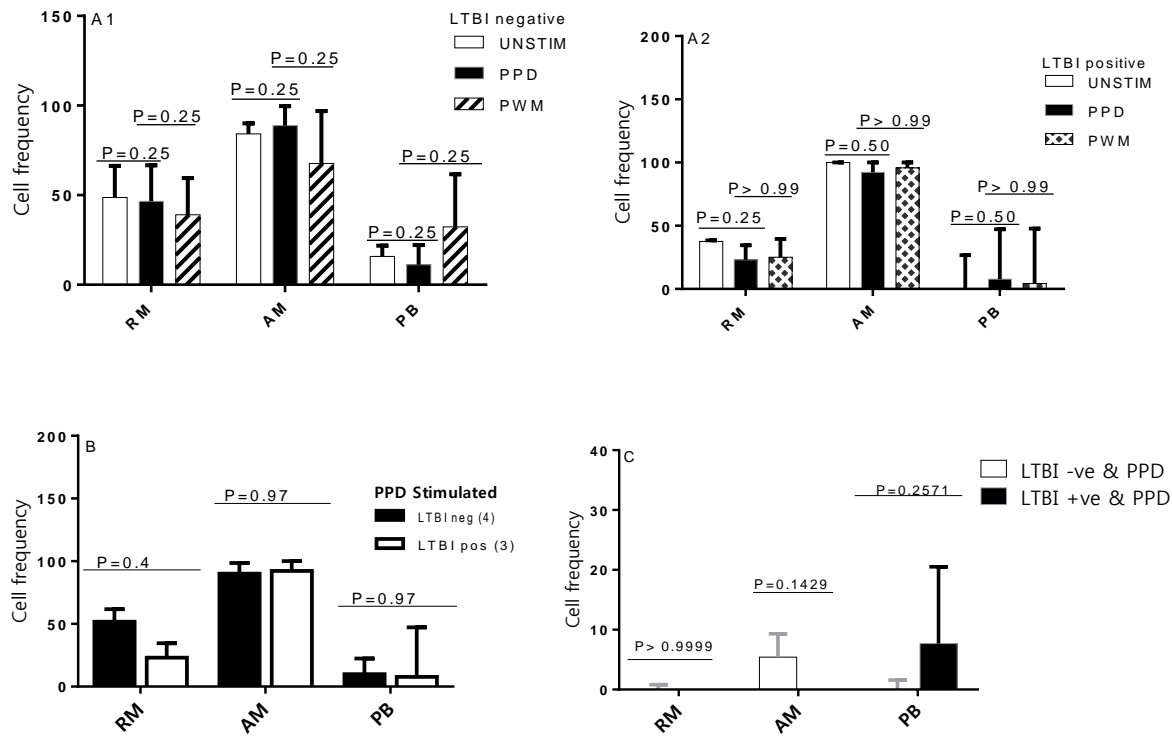 A1
LTBI negative
UNSTIM
PPD
PWM
P=0.25
P=0.25
P=0.25
P=0.25
P=0.25
P=0.25
Cell frequency
150
100
50
0
RM
AM
PB
A2
LTBI positive
UNSTIM
PPD
PWM
P> 0.99
P=0.50
P> 0.99
P> 0.99
P=0.25
P=0.50
Cell frequency
200
150
100
50
0
RM
AM
PB
B
P=0.97
PPD Stimulated
LTBI neg (4)
LTBI pos (3)
P=0.4
P=0.97
Cell frequency
200
150
100
50
0
RM
AM
PB
C
LTBI -ve & PPD
LTBI +ve & PPD
P=0.2571
P=0.1429
P> 0.9999
Cell frequency
40
30
20
10
0
RM
AM
PB